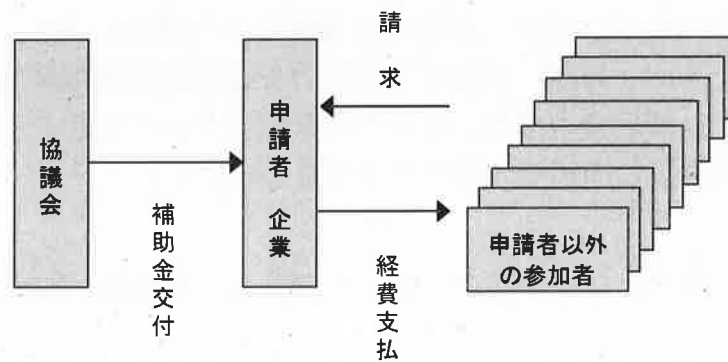 協議会
補助金交付
申請者　企業
請　求
経費支払
申請者以外
の参加者